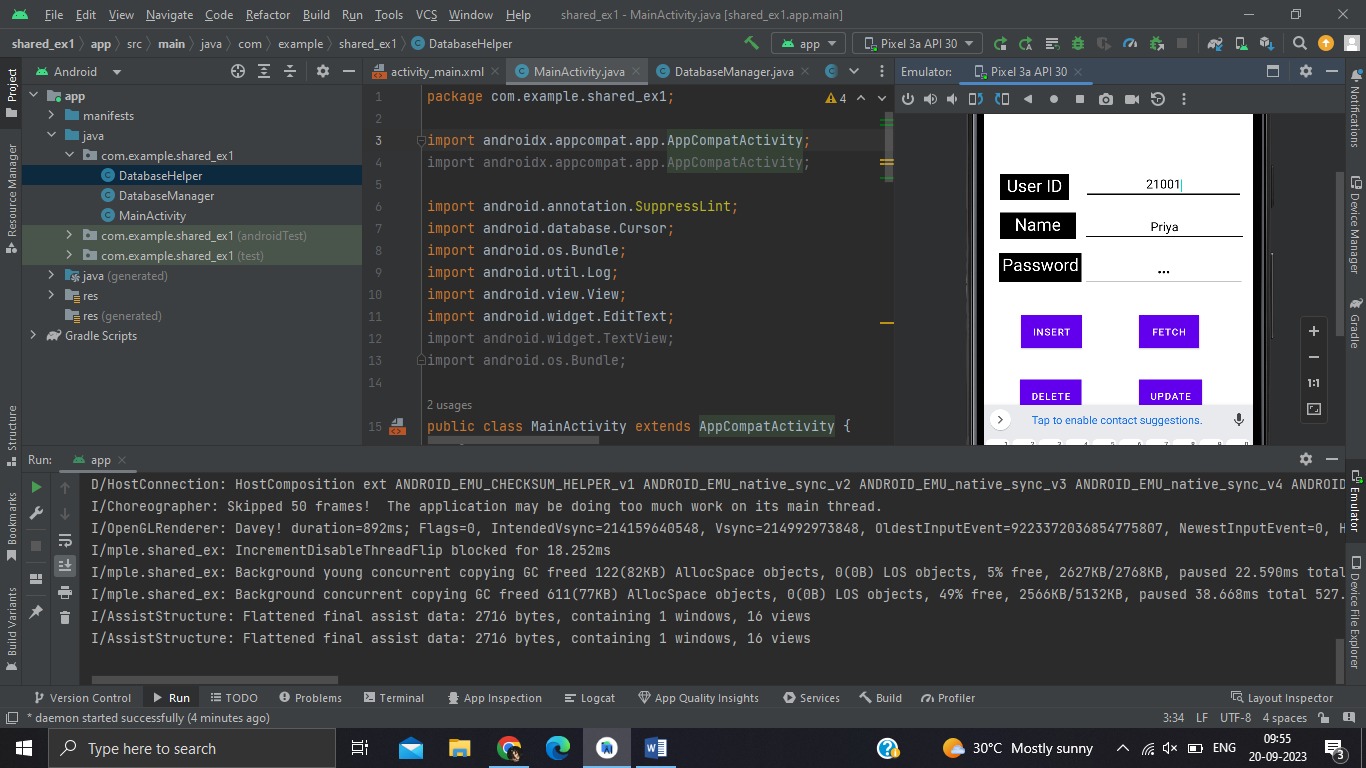 File Edit View Navigate Code Refactor Build Run Tools VCS Window Help shared_ex1 - MainActivity.java [shared_ex1.app.main]
shared_ex1 app src main java com example shared_ex1 DatabaseHelper app Pixel 3a API 30
Project
Resource Manager
Structure
Bookmarks
Build Variants
Android
app
manifests
java
com.example.shared_ex1
DatabaseHelper
DatabaseManager
MainActivity
com.example.shared_ex1 (androidTest)
com.example.shared_ex1 (test)
java (generated)
res
res (generated)
Gradle Scripts
activity_main.xml MainActivity.java DatabaseManager.java
4
1 package com.example.shared_ex1;
2
3 import androidx.appcompat.app.AppCompatActivity;
4 import androidx.appcompat.app.AppCompatActivity;
5
6 import android.annotation.SuppressLint;
7 import android.database.Cursor;
8 import android.os.Bundle;
9 import android.util.Log;
10 import android.view.View;
11 import android.widget.EditText;
12 import android.widget.TextView;
13 import android.os.Bundle;
14
2 usages
15 public class MainActivity extends AppCompatActivity {
Emulator: Pixel 3a API 30
User ID 21001
Name Priya
Password •••
INSERT FETCH
DELETE UPDATE
Tap to enable contact suggestions.
1:1
Notifications
Device Manager
Gradle
Emulator
Device File Explorer
Run: app
D/HostConnection: HostComposition ext ANDROID_EMU_CHECKSUM_HELPER_v1 ANDROID_EMU_native_sync_v2 ANDROID_EMU_native_sync_v3 ANDROID_EMU_native_sync_v4 ANDROID
I/Choreographer: Skipped 50 frames!  The application may be doing too much work on its main thread.
I/OpenGLRenderer: Davey! duration=892ms; Flags=0, IntendedVsync=214159640548, Vsync=214992973848, OldestInputEvent=9223372036854775807, NewestInputEvent=0, H
I/mple.shared_ex: IncrementDisableThreadFlip blocked for 18.252ms
I/mple.shared_ex: Background young concurrent copying GC freed 122(82KB) AllocSpace objects, 0(0B) LOS objects, 5% free, 2627KB/2768KB, paused 22.590ms total
I/mple.shared_ex: Background concurrent copying GC freed 611(77KB) AllocSpace objects, 0(0B) LOS objects, 49% free, 2566KB/5132KB, paused 38.668ms total 527.
I/AssistStructure: Flattened final assist data: 2716 bytes, containing 1 windows, 16 views
I/AssistStructure: Flattened final assist data: 2716 bytes, containing 1 windows, 16 views
Version Control Run TODO Problems Terminal App Inspection Logcat App Quality Insights Services Build Profiler Layout Inspector
* daemon started successfully (4 minutes ago) 3:34 LF UTF-8 4 spaces
Type here to search 30°C Mostly sunny ENG 09:55
20-09-2023 3